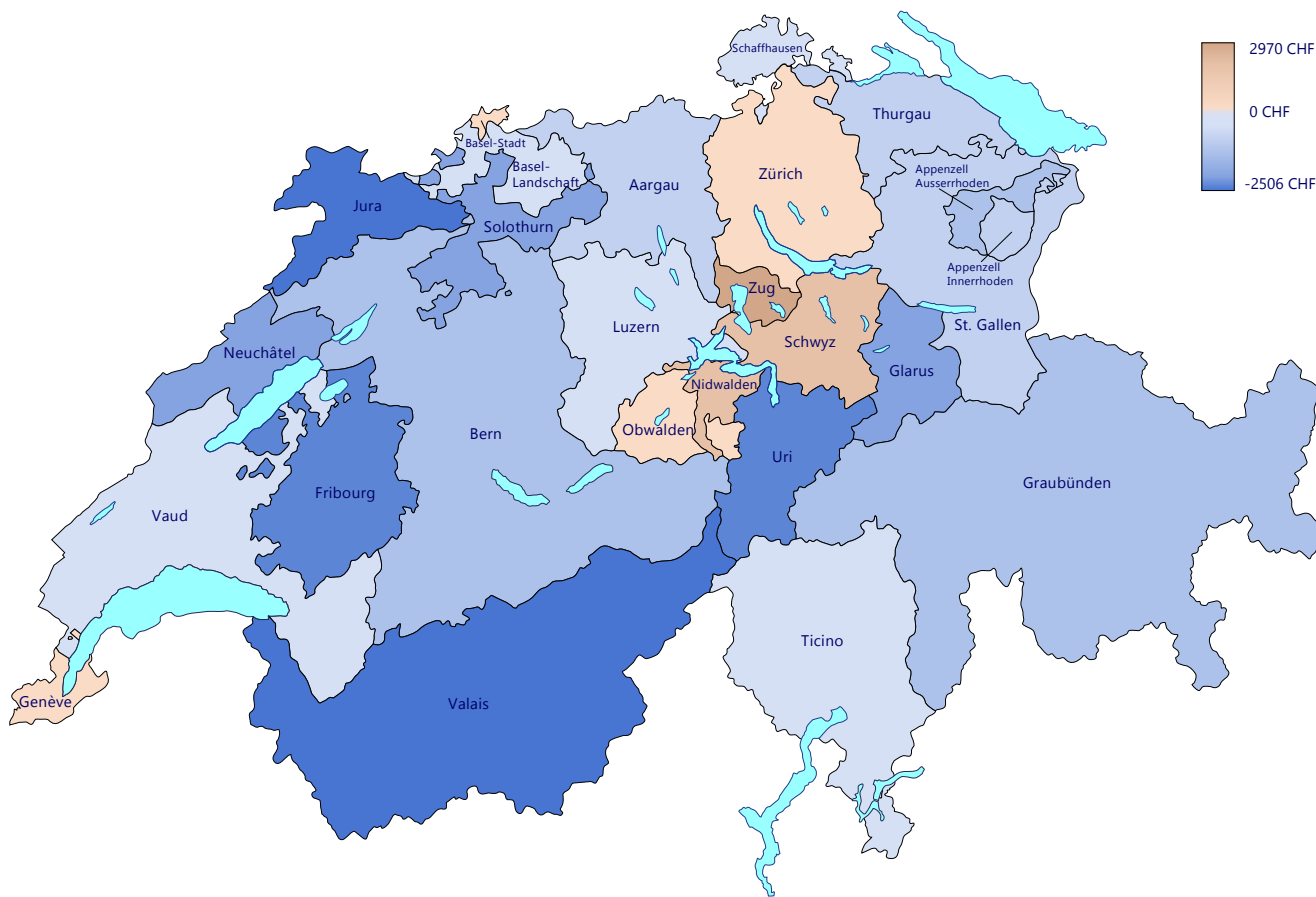 Schaffhausen
2970 CHF
0 CHF
-2506 CHF
Thurgau
Basel-Stadt
Basel-
Landschaft
Aargau
Zürich
Appenzell
Ausserrhoden
Jura
Solothurn
Appenzell
Innerrhoden
Zug
Luzern
St. Gallen
Schwyz
Neuchâtel
Glarus
Nidwalden
Obwalden
Bern
Uri
Graubünden
Fribourg
Vaud
Ticino
Genève
Valais